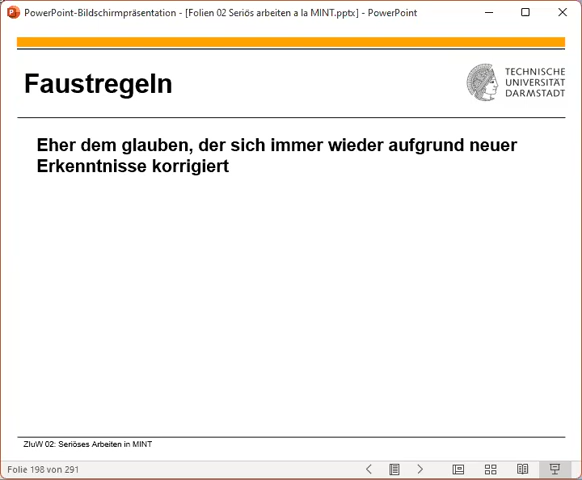 PowerPoint-Bildschirmpräsentation - [Folien 02 Seriös arbeiten a la MINT.pptx] - PowerPoint
Faustregeln
TECHNISCHE
UNIVERSITÄT
DARMSTADT
Eher dem glauben, der sich immer wieder aufgrund neuer
Erkenntnisse korrigiert
ZIuW 02: Seriöses Arbeiten in MINT
Folie 198 von 291